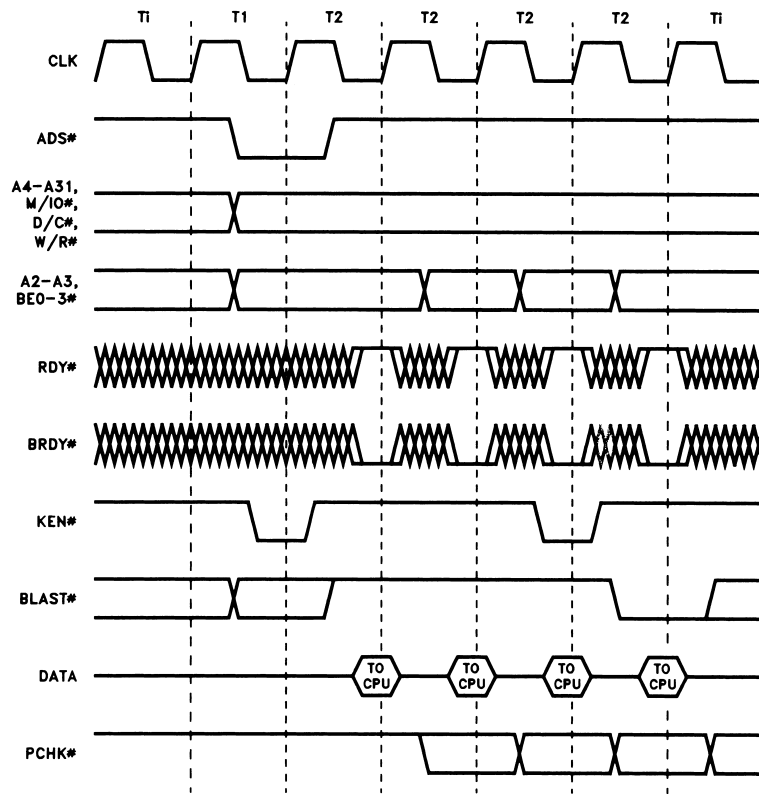 Ti T1 T2 T2 T2 T2 Ti
CLK
ADS#
A4-A31,
M/IO#,
D/C#,
W/R#
A2-A3,
BE0-3#
RDY#
BRDY#
KEN#
BLAST#
DATA
TO
CPU
TO
CPU
TO
CPU
TO
CPU
PCHK#